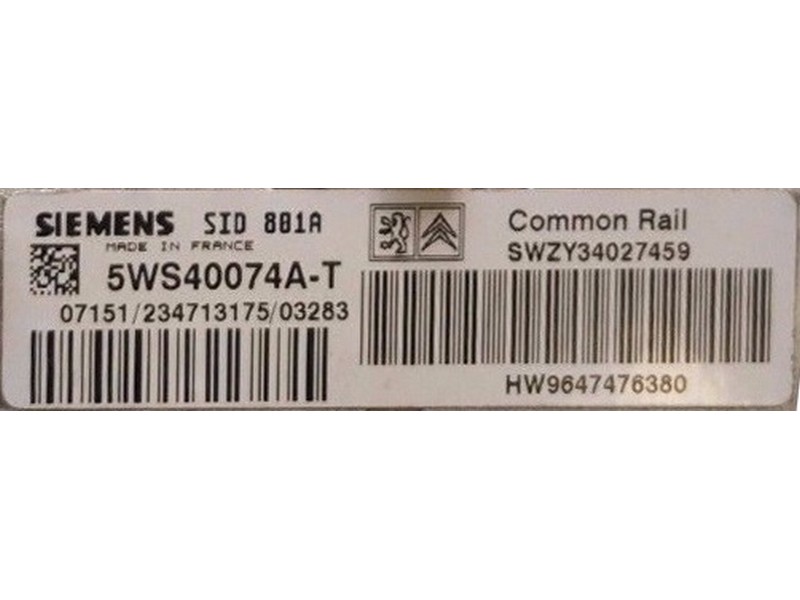 SIEMENS SID 801A
MADE IN FRANCE
5WS40074A-T
07151/234713175/03283
Common Rail
SWZY34027459
HW9647476380